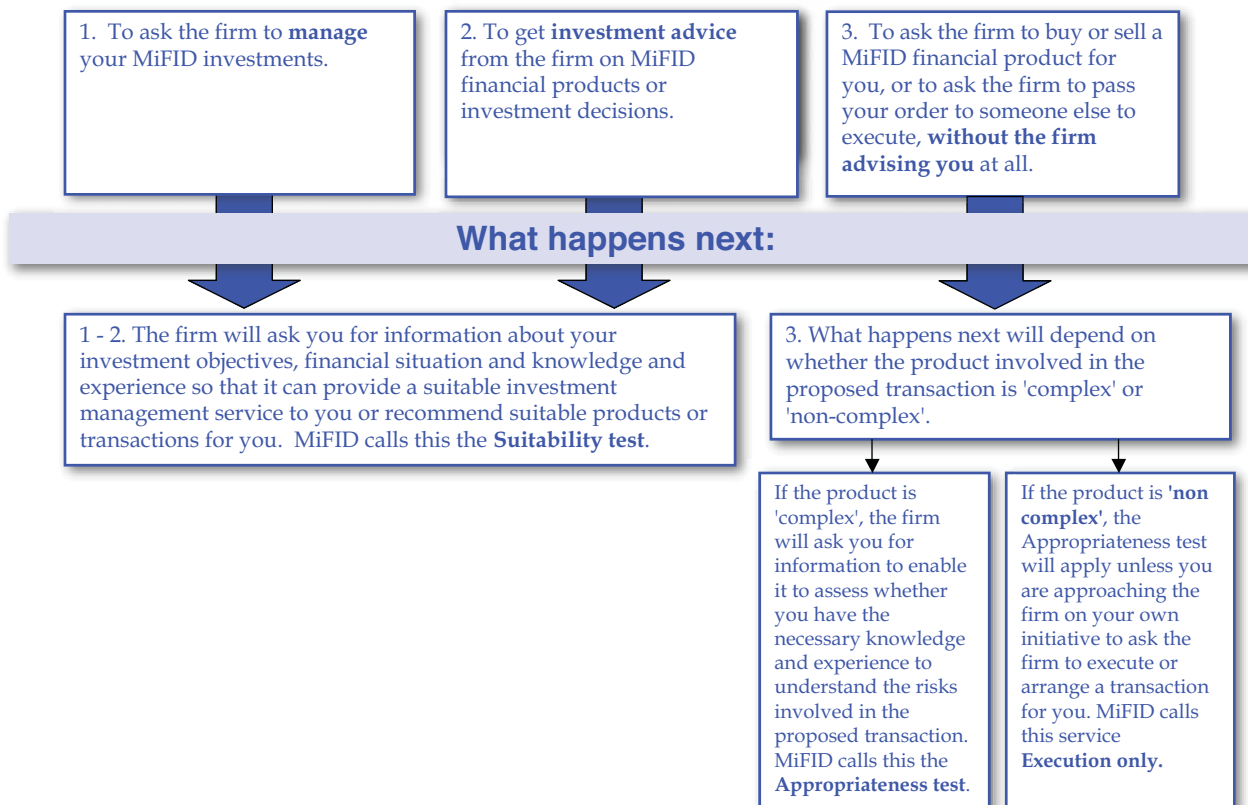 1.  To ask the firm to manage
your MiFID investments.
2. To get investment advice
from the firm on MiFID
financial products or
investment decisions.
3.  To ask the firm to buy or sell a
MiFID financial product for
you, or to ask the firm to pass
your order to someone else to
execute, without the firm
advising you at all.
What happens next:
1 - 2. The firm will ask you for information about your
investment objectives, financial situation and knowledge and
experience so that it can provide a suitable investment
management service to you or recommend suitable products or
transactions for you.  MiFID calls this the Suitability test.
3. What happens next will depend on
whether the product involved in the
proposed transaction is 'complex' or
'non-complex'.
If the product is
'complex', the firm
will ask you for
information to enable
it to assess whether
you have the
necessary knowledge
and experience to
understand the risks
involved in the
proposed transaction.
MiFID calls this the
Appropriateness test.
If the product is 'non
complex', the
Appropriateness test
will apply unless you
are approaching the
firm on your own
initiative to ask the
firm to execute or
arrange a transaction
for you. MiFID calls
this service
Execution only.